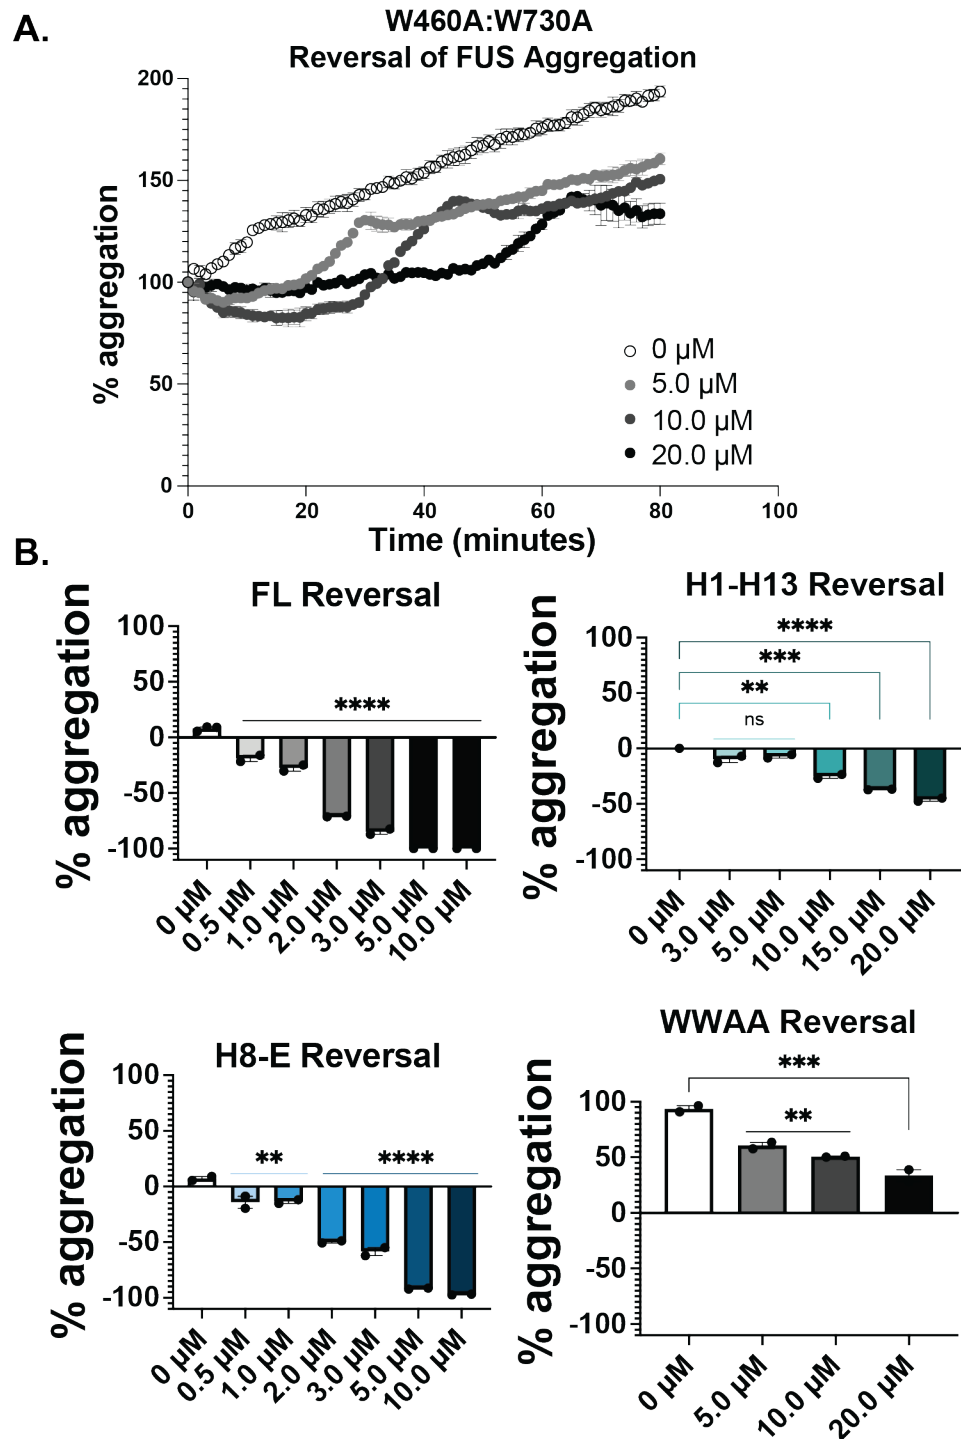 A.
W460A:W730A
Reversal of FUS Aggregation
% aggregation
200
150
100
50
0
0 µM
5.0 µM
10.0 µM
20.0 µM
0 20 40 60 80 100
Time (minutes)
B.
FL Reversal
% aggregation
100
50
0
-50
-100
****
0 µM
0.5 µM
1.0 µM
2.0 µM
3.0 µM
5.0 µM
10.0 µM
H1-H13 Reversal
% aggregation
100
50
0
-50
-100
****
***
**
ns
0 µM
3.0 µM
5.0 µM
10.0 µM
15.0 µM
20.0 µM
H8-E Reversal
% aggregation
100
50
0
-50
-100
** ****
0 µM
0.5 µM
1.0 µM
2.0 µM
3.0 µM
5.0 µM
10.0 µM
WWAA Reversal
% aggregation
100
50
0
-50
-100
***
**
0 µM
5.0 µM
10.0 µM
20.0 µM